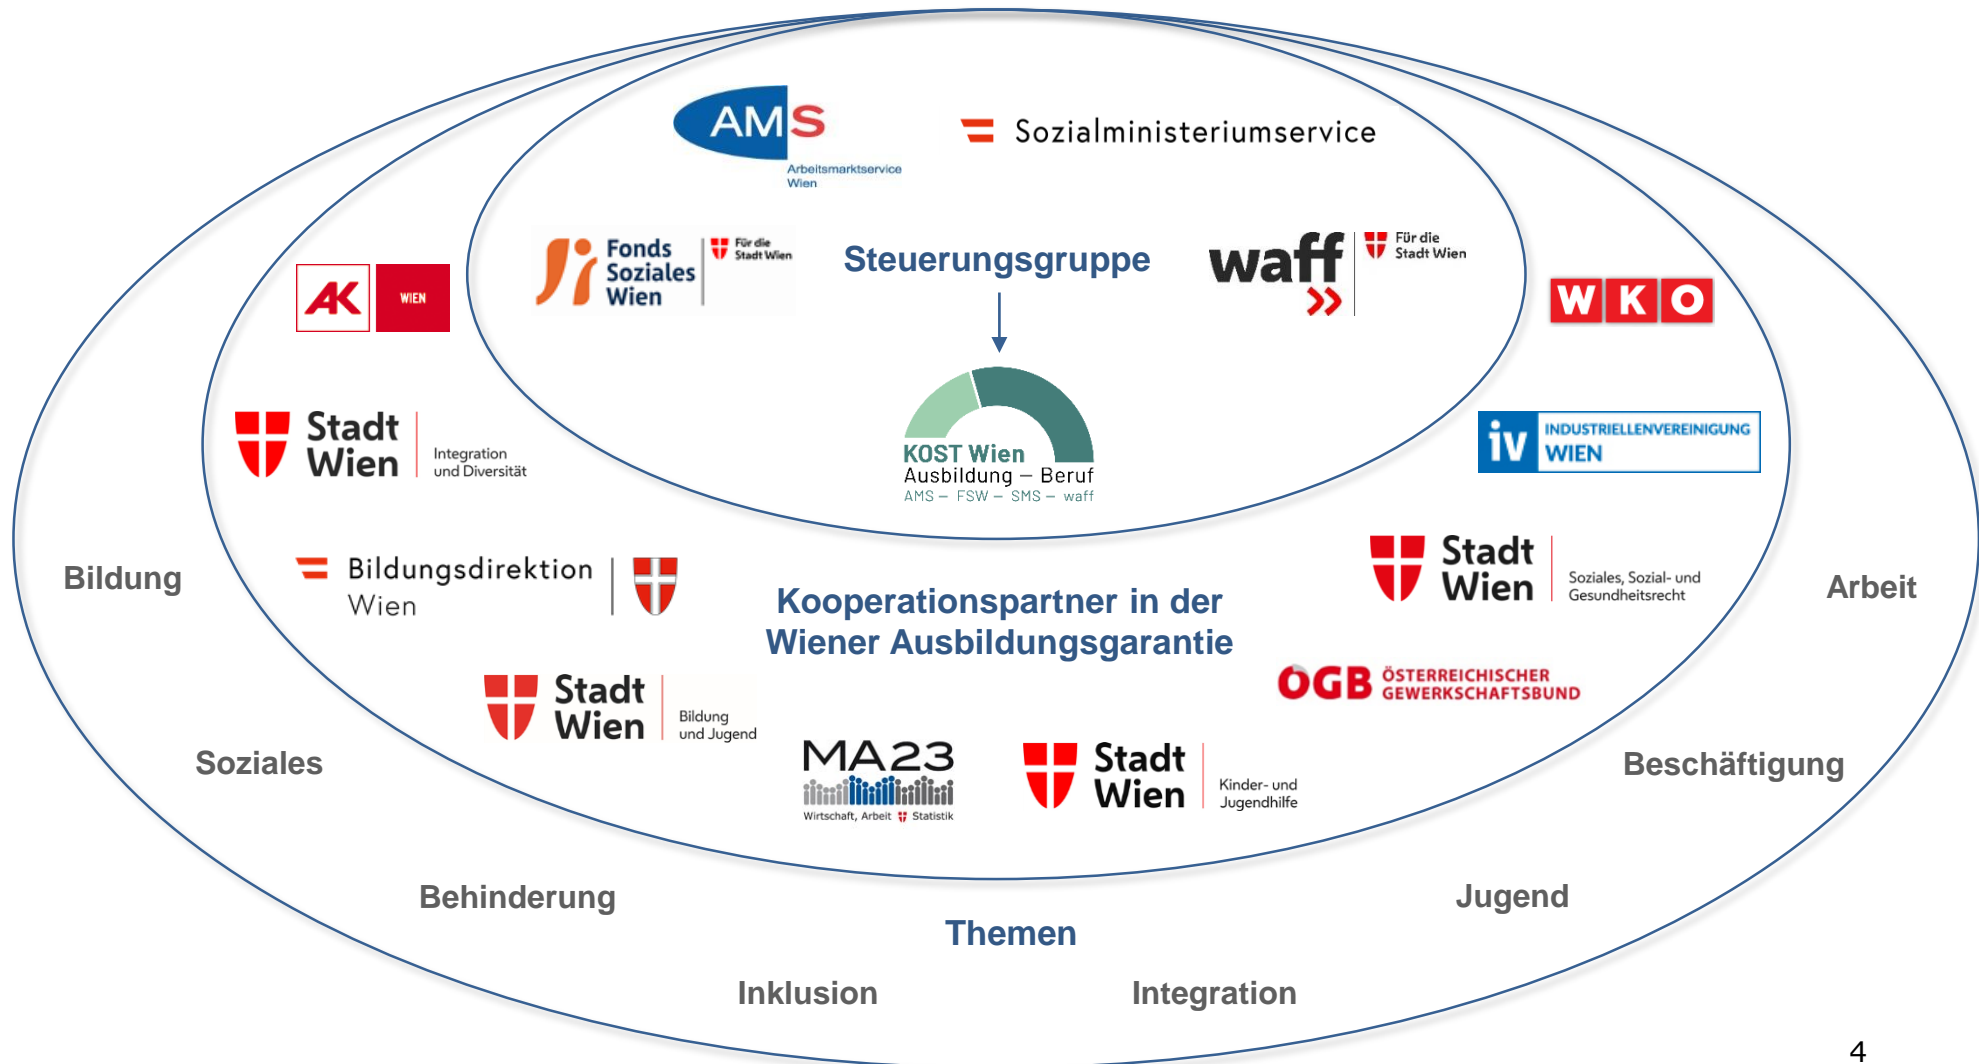 AMS
Arbeitsmarktservice
Wien
Sozialministeriumservice
Fonds
Soziales
Wien
Für die
Stadt Wien
Steuerungsgruppe
waff
Für die
Stadt Wien
AK
WIEN
WKO
KOST Wien
Ausbildung – Beruf
AMS – FSW – SMS – waff
Stadt
Wien
Integration
und Diversität
iv
INDUSTRIELLENVEREINIGUNG
WIEN
Bildungsdirektion
Wien
Stadt
Wien
Soziales, Sozial- und
Gesundheitsrecht
Bildung
Arbeit
Kooperationspartner in der
Wiener Ausbildungsgarantie
Stadt
Wien
Bildung
und Jugend
ÖGB
ÖSTERREICHISCHER
GEWERKSCHAFTSBUND
MA23
Wirtschaft, Arbeit Statistik
Stadt
Wien
Kinder- und
Jugendhilfe
Soziales
Beschäftigung
Behinderung
Jugend
Themen
Inklusion
Integration
4